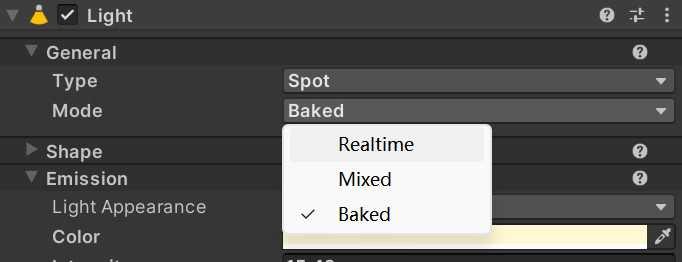 Light
General
Type Spot
Mode Baked
Realtime
Shape
Mixed
Emission
Light Appearance
Baked
Color